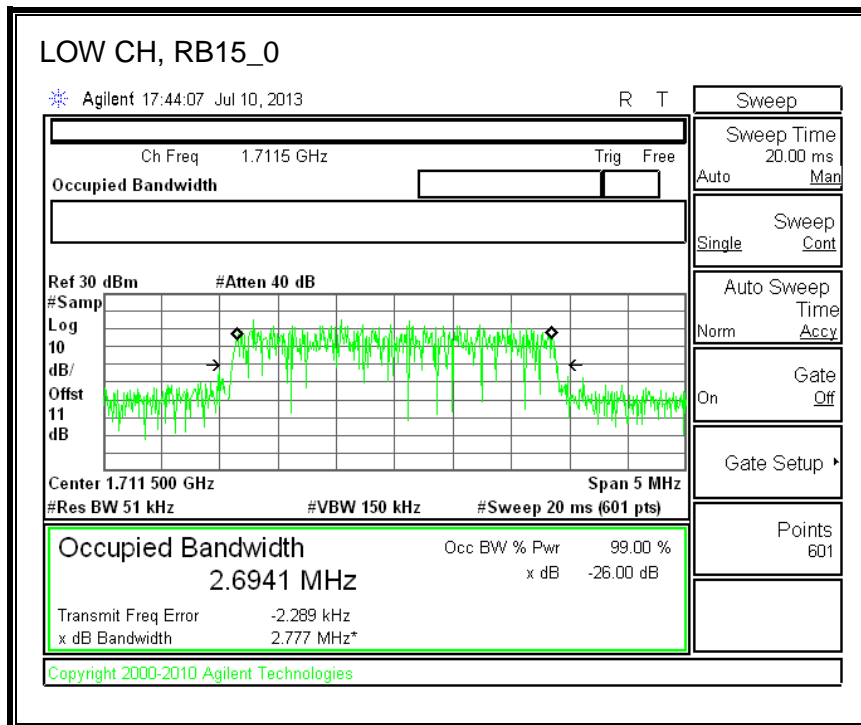 LOW CH, RB15_0
Agilent 17:44:07 Jul 10, 2013 R T
Ch Freq 1.7115 GHz Trig Free
Occupied Bandwidth
Ref 30 dBm #Atten 40 dB
#Samp
Log
10
dB/
Offst
11
dB
Center 1.711 500 GHz Span 5 MHz
#Res BW 51 kHz #VBW 150 kHz #Sweep 20 ms (601 pts)
Occupied Bandwidth
2.6941 MHz
Occ BW % Pwr 99.00 %
x dB -26.00 dB
Transmit Freq Error -2.289 kHz
x dB Bandwidth 2.777 MHz*
Copyright 2000-2010 Agilent Technologies
Sweep
Sweep Time
20.00 ms
Auto Man
Sweep
Single Cont
Auto Sweep
Time
Norm Accy
Gate
On Off
Gate Setup
Points
601